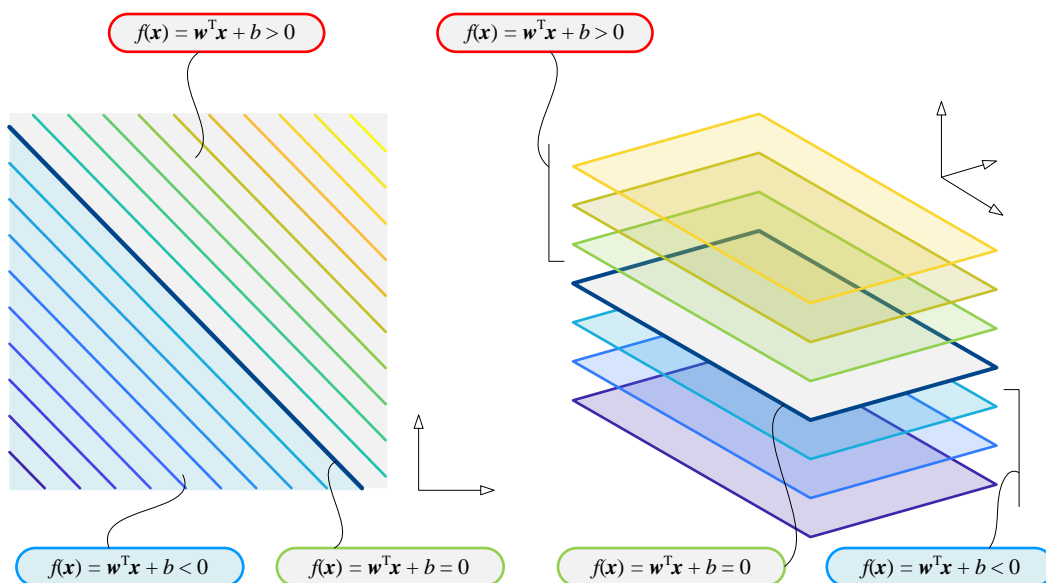 f(x) = wᵀx + b > 0
f(x) = wᵀx + b > 0
f(x) = wᵀx + b < 0
f(x) = wᵀx + b = 0
f(x) = wᵀx + b = 0
f(x) = wᵀx + b < 0